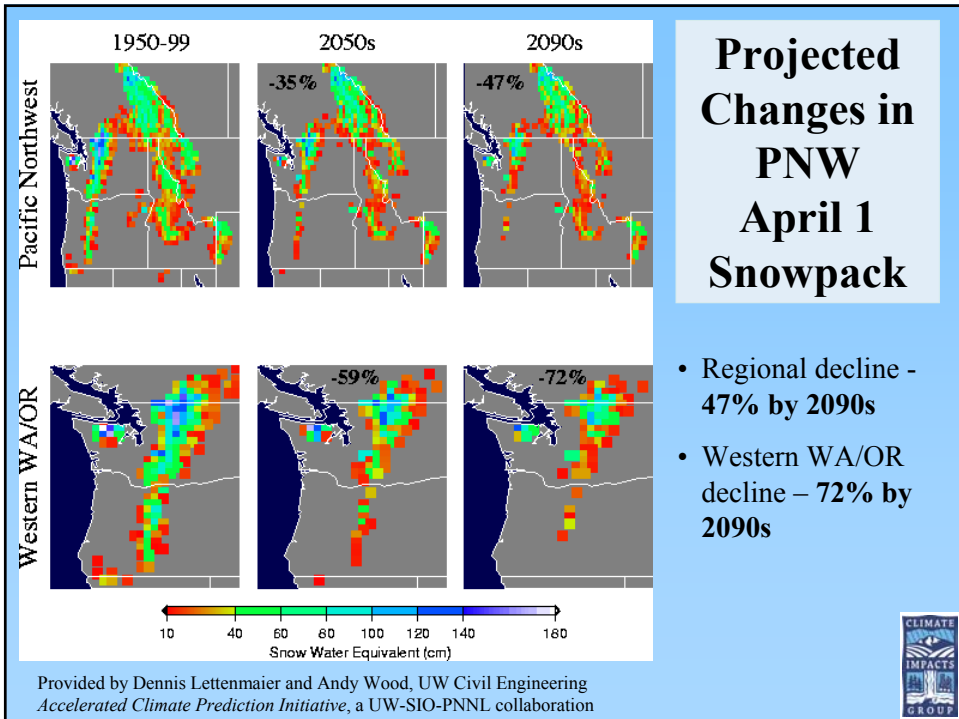 1950-99
2050s
2090s
Pacific Northwest
-35%
-47%
Western WA/OR
-59%
-72%
10 40 60 80 100 120 140 160
Snow Water Equivalent (cm)
Provided by Dennis Lettenmaier and Andy Wood, UW Civil Engineering
Accelerated Climate Prediction Initiative, a UW-SIO-PNNL collaboration
Projected
Changes in
PNW
April 1
Snowpack
• Regional decline -
47% by 2090s
• Western WA/OR
decline – 72% by
2090s
CLIMATE
IMPACTS
GROUP